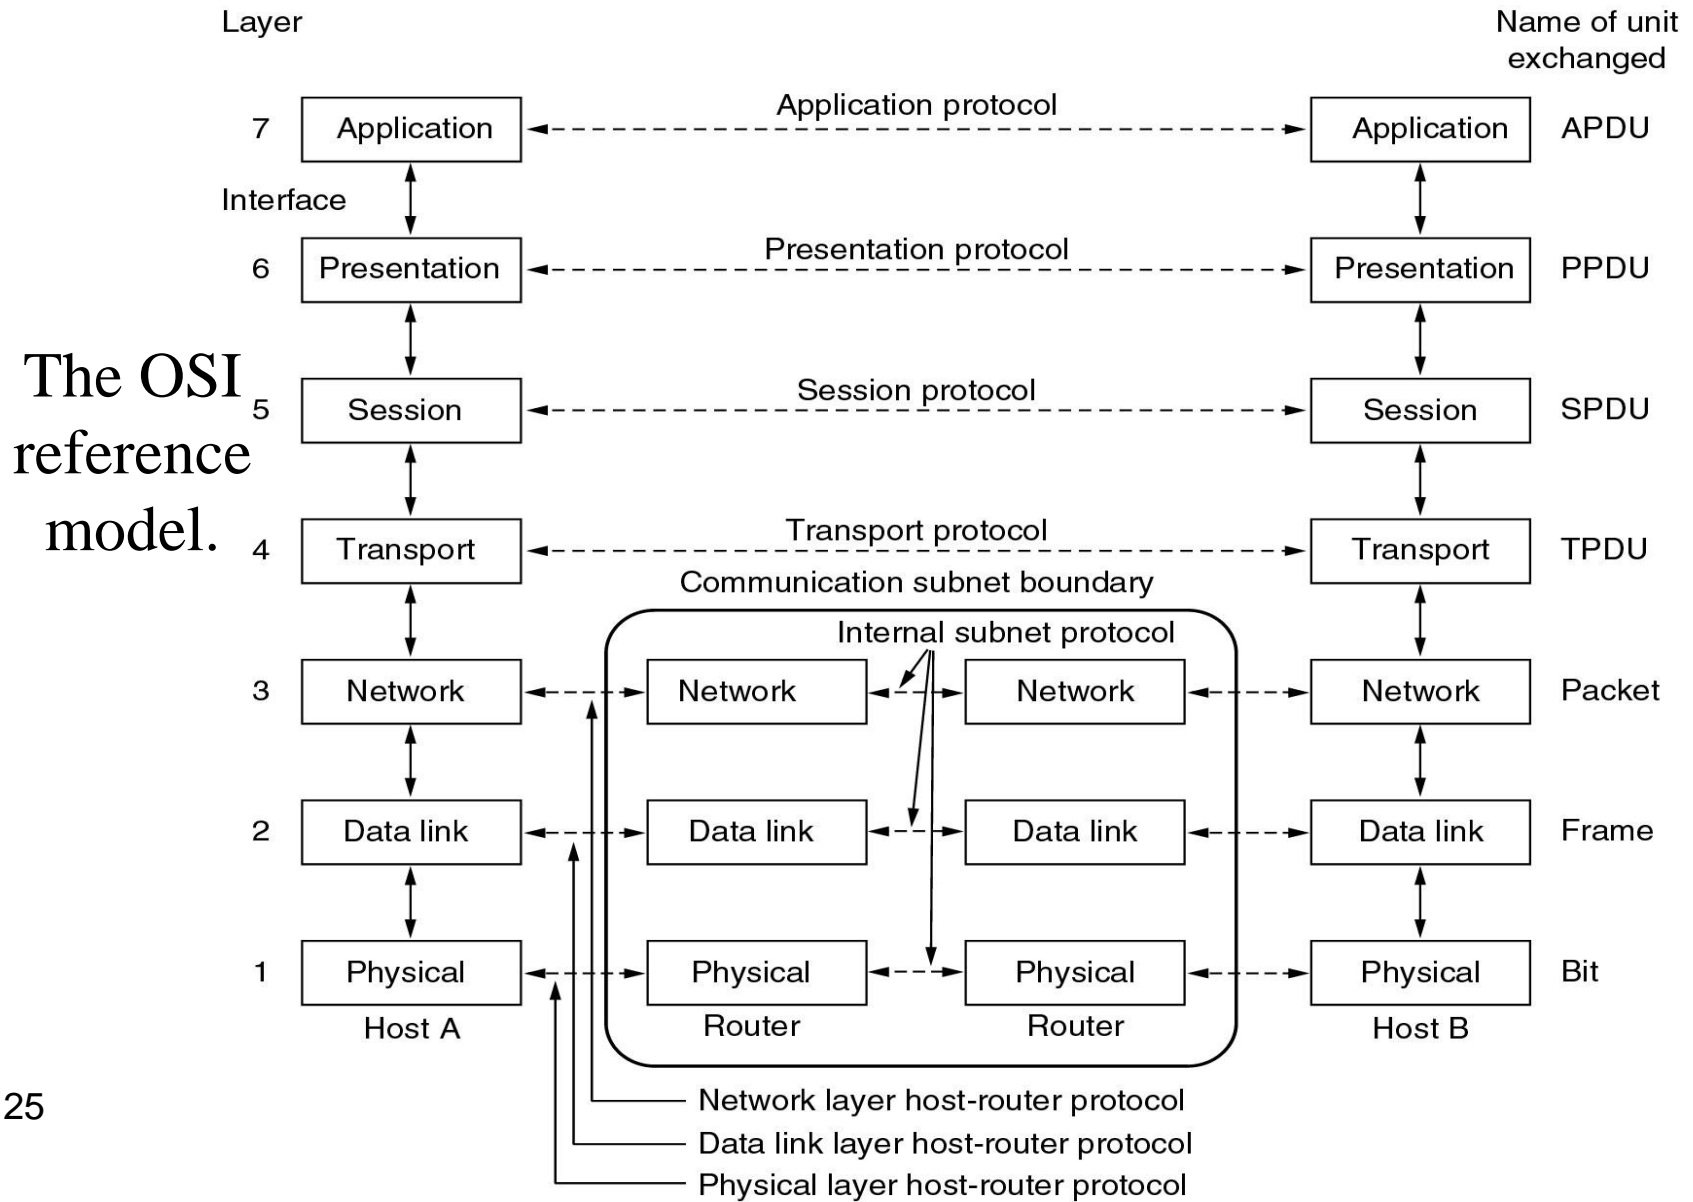 Layer
Name of unit
exchanged
7 Application Application protocol Application APDU
Interface
6 Presentation Presentation protocol Presentation PPDU
The OSI
reference
model.
5 Session Session protocol Session SPDU
4 Transport Transport protocol Transport TPDU
Communication subnet boundary
Internal subnet protocol
3 Network Network Network Network Packet
2 Data link Data link Data link Data link Frame
1 Physical Physical Physical Physical Bit
Host A Router Router Host B
Network layer host-router protocol
Data link layer host-router protocol
Physical layer host-router protocol
25